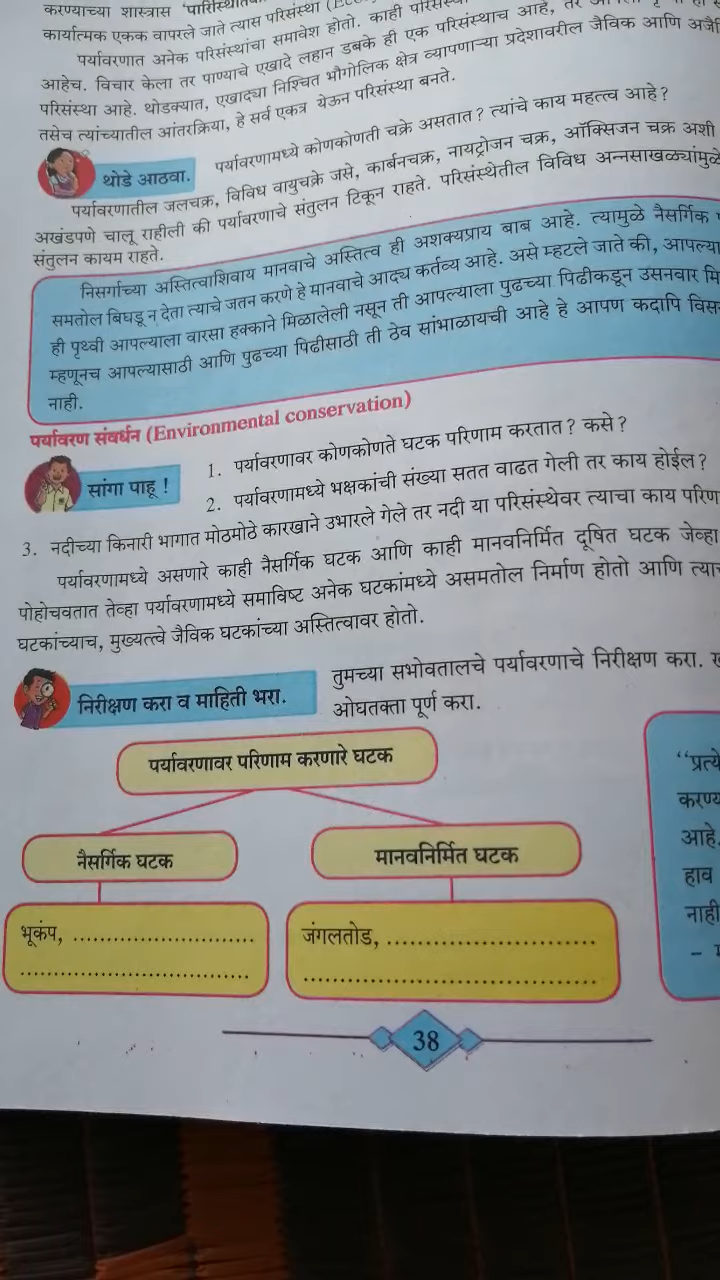 करण्याच्या शास्त्रास
कार्यात्मक एकक वापरले जाते त्यास परिसंस्था
पर्यावरणात अनेक परिसंस्थांचा समावेश होतो. काही
आहेच. विचार केला तर पाण्याचे एखादे लहान डबके ही एक परिसंस्थाच आहे, तर
परिसंस्था आहे. थोडक्यात, एखाद्या निश्चित भौगोलिक क्षेत्र व्यापणाऱ्या प्रदेशावरील जैविक आणि
तसेच त्यांच्यातील आंतरक्रिया, हे सर्व एकत्र येऊन परिसंस्था बनते.
थोडे आठवा.
पर्यावरणामध्ये कोणकोणती चक्रे असतात? त्यांचे काय महत्त्व आहे?
पर्यावरणातील जलचक्र, विविध वायुचक्रे जसे, कार्बनचक्र, नायट्रोजन चक्र, ऑक्सिजन चक्र अशी
अखंडपणे चालू राहीली की पर्यावरणाचे संतुलन टिकून राहते. परिसंस्थेतील विविध अन्नसाखळ्यांमुळे
संतुलन कायम राहते.
निसर्गाच्या अस्तित्वाशिवाय मानवाचे अस्तित्व ही अशक्यप्राय बाब आहे. त्यामुळे नैसर्गिक
समतोल बिघडू न देता त्याचे जतन करणे हे मानवाचे आद्य कर्तव्य आहे. असे म्हटले जाते की, आपल्या
ही पृथ्वी आपल्याला वारसा हक्काने मिळालेली नसून ती आपल्याला पुढच्या पिढीकडून उसनवार
म्हणूनच आपल्यासाठी आणि पुढच्या पिढीसाठी ती ठेव सांभाळायची आहे हे आपण कदापि
नाही.
पर्यावरण संवर्धन (Environmental conservation)
सांगा पाहू !
1. पर्यावरणावर कोणकोणते घटक परिणाम करतात? कसे?
2. पर्यावरणामध्ये भक्षकांची संख्या सतत वाढत गेली तर काय होईल?
3. नदीच्या किनारी भागात मोठमोठे कारखाने उभारले गेले तर नदी या परिसंस्थेवर त्याचा काय
पर्यावरणामध्ये असणारे काही नैसर्गिक घटक आणि काही मानवनिर्मित दूषित घटक जेव्हा
पोहोचवतात तेव्हा पर्यावरणामध्ये समाविष्ट अनेक घटकांमध्ये असमतोल निर्माण होतो आणि
घटकांच्याच, मुख्यत्त्वे जैविक घटकांच्या अस्तित्वावर होतो.
निरीक्षण करा व माहिती भरा.
तुमच्या सभोवतालचे पर्यावरणाचे निरीक्षण करा.
ओघतक्ता पूर्ण करा.
पर्यावरणावर परिणाम करणारे घटक
नैसर्गिक घटक
मानवनिर्मित घटक
भूकंप, ............................
...................................
जंगलतोड, ................................
.............................................
“प्रत्ये
करण्य
आहे.
हाव
नाही
38